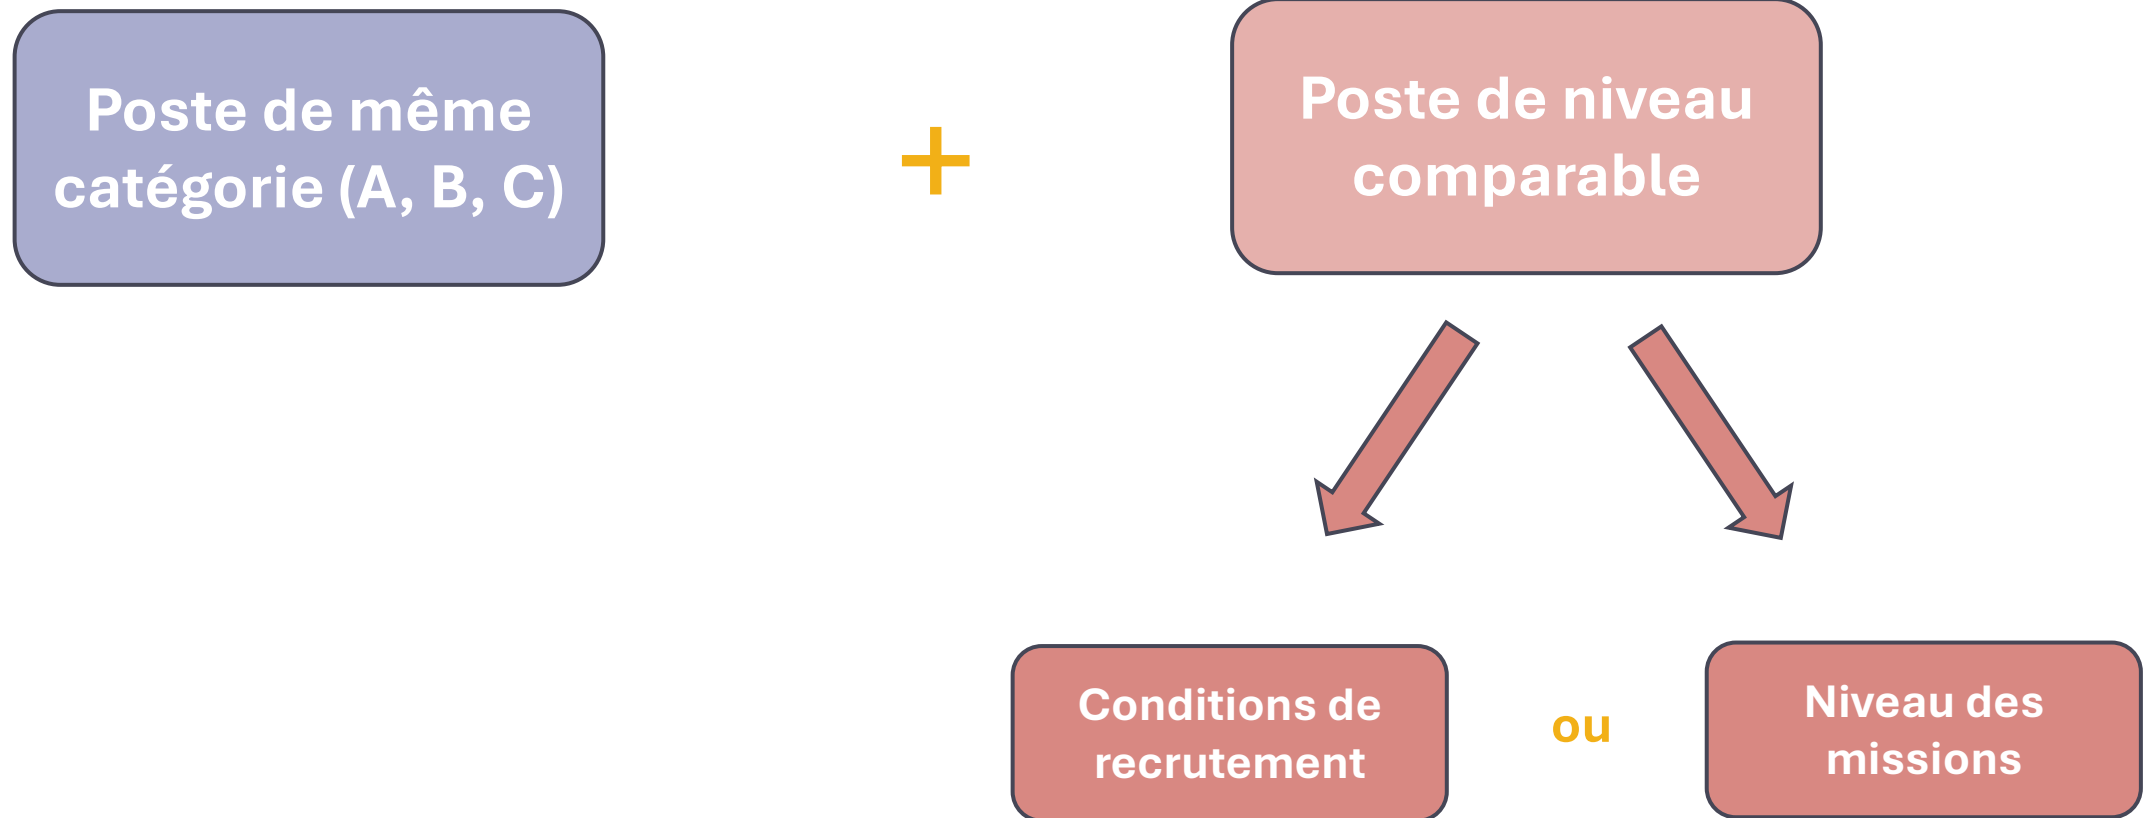 Poste de même
catégorie (A, B, C)
+
Poste de niveau
comparable
Conditions de
recrutement
ou
Niveau des
missions